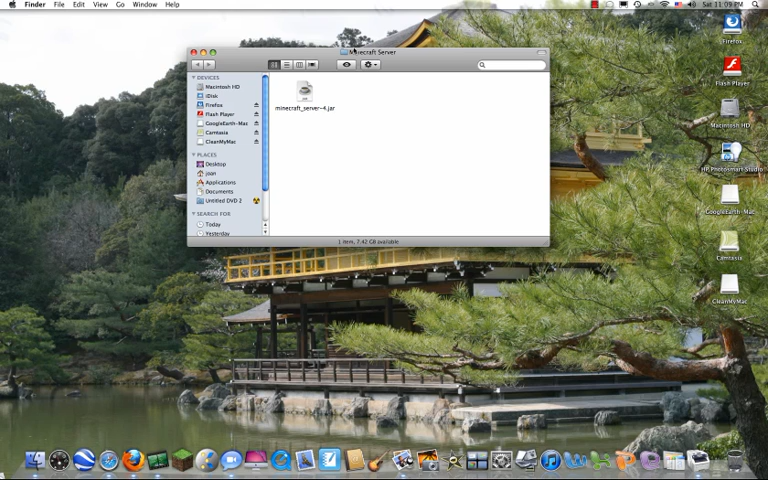 Finder File Edit View Go Window Help
Sat 11:09 PM
Minecraft Server
DEVICES
Macintosh HD
iDisk
Firefox
Flash Player
GoogleEarth-Mac
Camtasia
CleanMyMac
PLACES
Desktop
joan
Applications
Documents
Untitled DVD 2
SEARCH FOR
Today
Yesterday
minecraft_server-4.jar
1 item, 7.42 GB available
Firefox
Flash Player
Macintosh HD
HP Photosmart Studio
GoogleEarth-Mac
Camtasia
CleanMyMac